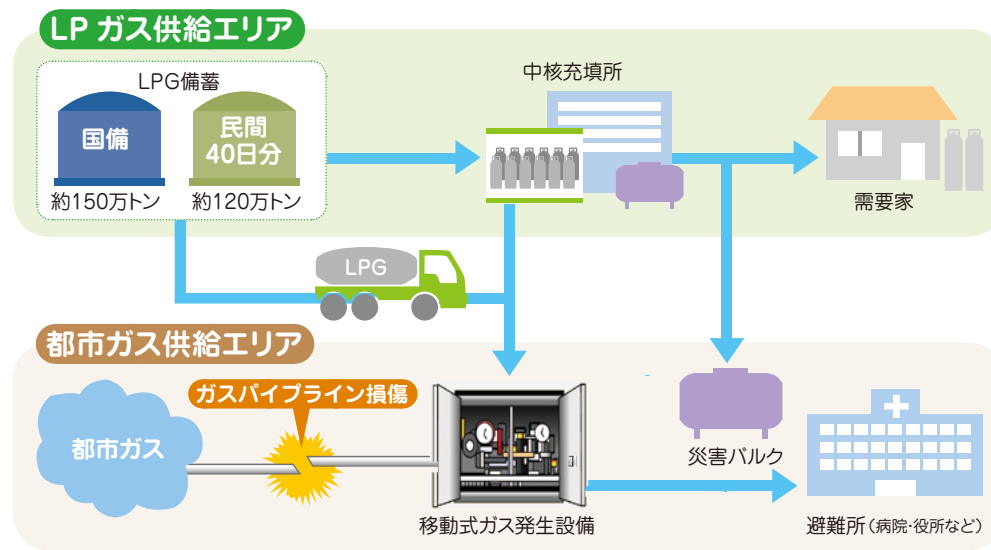 LP ガス供給エリア
LPG備蓄
国備
民間
40日分
約150万トン
約120万トン
中核充填所
需要家
LPG
都市ガス供給エリア
ガスパイプライン損傷
都市ガス
移動式ガス発生設備
災害バルク
避難所(病院・役所など)